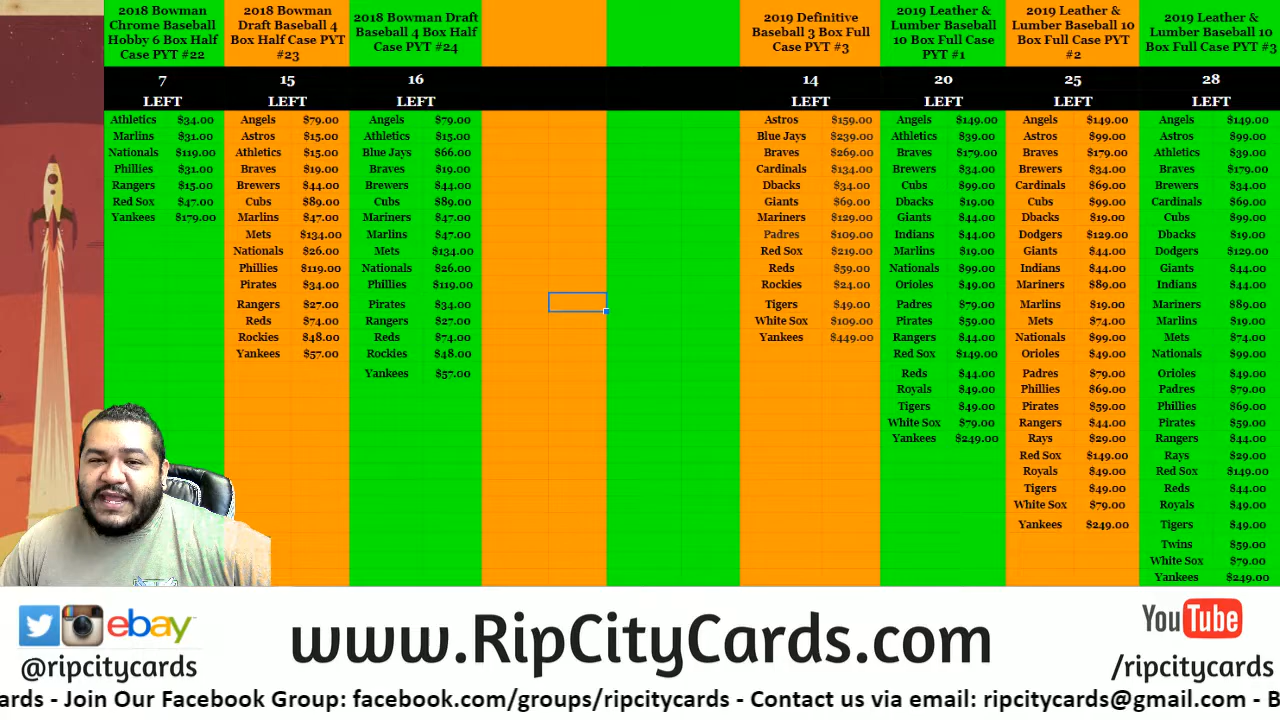 2018 Bowman
Chrome Baseball
Hobby 6 Box Half
Case PYT #22
7
LEFT
Athletics $34.00
Marlins $31.00
Nationals $119.00
Phillies $31.00
Rangers $15.00
Red Sox $47.00
Yankees $179.00
2018 Bowman
Draft Baseball 4
Box Half Case PYT
#23
15
LEFT
Angels $79.00
Astros $15.00
Athletics $15.00
Braves $19.00
Brewers $44.00
Cubs $89.00
Marlins $47.00
Mets $134.00
Nationals $26.00
Phillies $119.00
Pirates $34.00
Rangers $27.00
Reds $74.00
Rockies $48.00
Yankees $57.00
2018 Bowman Draft
Baseball 4 Box Half
Case PYT #24
16
LEFT
Angels $79.00
Athletics $15.00
Blue Jays $66.00
Braves $19.00
Brewers $44.00
Cubs $89.00
Mariners $47.00
Marlins $47.00
Mets $134.00
Nationals $26.00
Phillies $119.00
Pirates $34.00
Rangers $27.00
Reds $74.00
Rockies $48.00
Yankees $57.00
2019 Definitive
Baseball 3 Box Full
Case PYT #3
14
LEFT
Astros $159.00
Blue Jays $239.00
Braves $269.00
Cardinals $134.00
Dbacks $34.00
Giants $69.00
Mariners $129.00
Padres $109.00
Red Sox $219.00
Reds $59.00
Rockies $24.00
Tigers $49.00
White Sox $109.00
Yankees $449.00
2019 Leather &
Lumber Baseball
10 Box Full Case
PYT #1
20
LEFT
Angels $149.00
Athletics $39.00
Braves $179.00
Brewers $34.00
Cubs $99.00
Dbacks $19.00
Giants $44.00
Indians $44.00
Marlins $19.00
Nationals $99.00
Orioles $49.00
Padres $79.00
Pirates $59.00
Rangers $44.00
Red Sox $149.00
Reds $44.00
Royals $49.00
Tigers $49.00
White Sox $79.00
Yankees $249.00
2019 Leather &
Lumber Baseball 10
Box Full Case PYT
#2
25
LEFT
Angels $149.00
Astros $99.00
Braves $179.00
Brewers $34.00
Cardinals $69.00
Cubs $99.00
Dbacks $19.00
Dodgers $129.00
Giants $44.00
Indians $44.00
Mariners $89.00
Marlins $19.00
Mets $74.00
Nationals $99.00
Orioles $49.00
Padres $79.00
Phillies $69.00
Pirates $59.00
Rangers $44.00
Rays $29.00
Red Sox $149.00
Royals $49.00
Tigers $49.00
White Sox $79.00
Yankees $249.00
2019 Leather &
Lumber Baseball 10
Box Full Case PYT #3
28
LEFT
Angels $149.00
Astros $99.00
Athletics $39.00
Braves $179.00
Brewers $34.00
Cardinals $69.00
Cubs $99.00
Dbacks $19.00
Dodgers $129.00
Giants $44.00
Indians $44.00
Mariners $89.00
Marlins $19.00
Mets $74.00
Nationals $99.00
Orioles $49.00
Padres $79.00
Phillies $69.00
Pirates $59.00
Rangers $44.00
Rays $29.00
Red Sox $149.00
Reds $44.00
Royals $49.00
Tigers $49.00
Twins $59.00
White Sox $79.00
Yankees $249.00
ebay
@ripcitycards
www.RipCityCards.com
YouTube
/ripcitycards
ards - Join Our Facebook Group: facebook.com/groups/ripcitycards - Contact us via email: ripcitycards@gmail.com - B